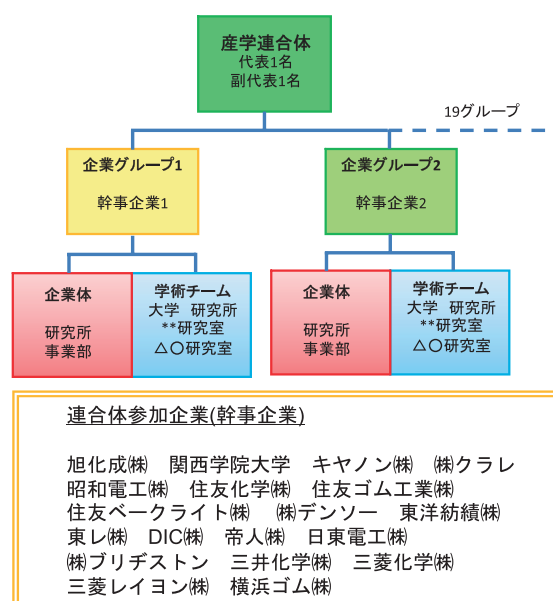 産学連合体
代表1名
副代表1名
19グループ
企業グループ1
幹事企業1
企業グループ2
幹事企業2
企業体
研究所
事業部
学術チーム
大学 研究所
**研究室
△〇研究室
企業体
研究所
事業部
学術チーム
大学 研究所
**研究室
△〇研究室
連合体参加企業(幹事企業)
旭化成㈱ 関西学院大学 キヤノン㈱ ㈱クラレ
昭和電工㈱ 住友化学㈱ 住友ゴム工業㈱
住友ベークライト㈱ ㈱デンソー 東洋紡績㈱
東レ㈱ DIC㈱ 帝人㈱ 日東電工㈱
㈱ブリヂストン 三井化学㈱ 三菱化学㈱
三菱レイヨン㈱ 横浜ゴム㈱